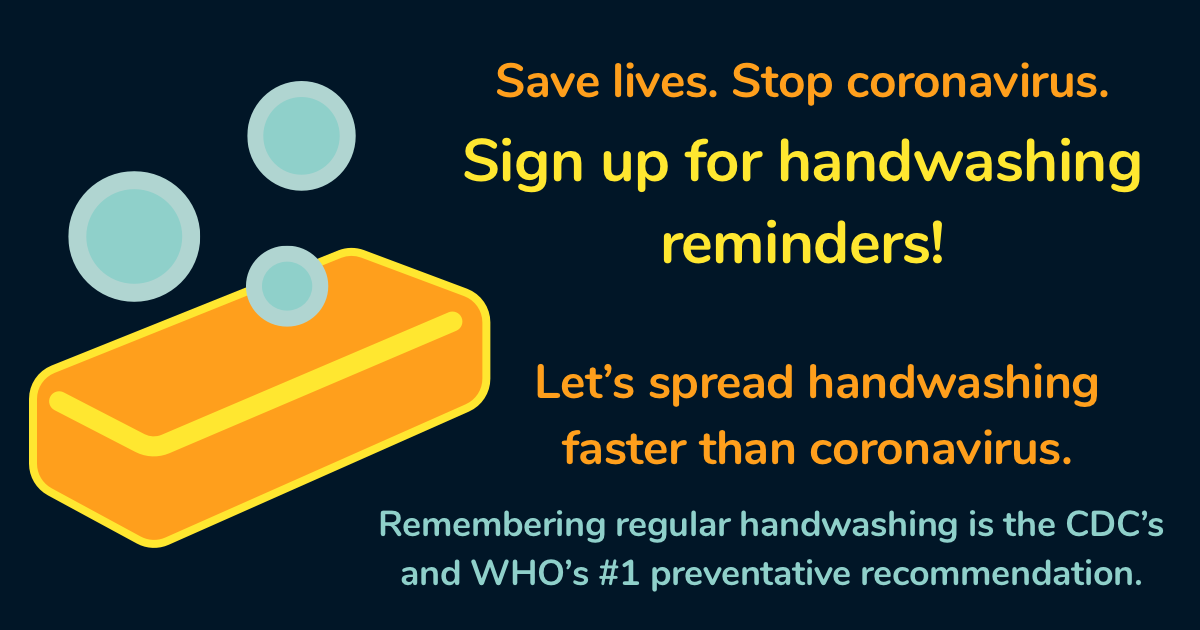 Save lives. Stop coronavirus.
Sign up for handwashing
reminders!
Let’s spread handwashing
faster than coronavirus.
Remembering regular handwashing is the CDC’s
and WHO’s #1 preventative recommendation.